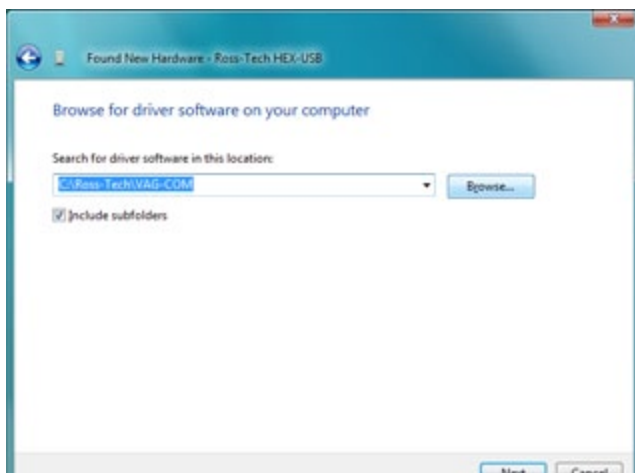 Found New Hardware - Ross-Tech HEX-USB
Browse for driver software on your computer
Search for driver software in this location:
C:\Ross-Tech\VAG-COM
Browse...
Include subfolders
Next Cancel